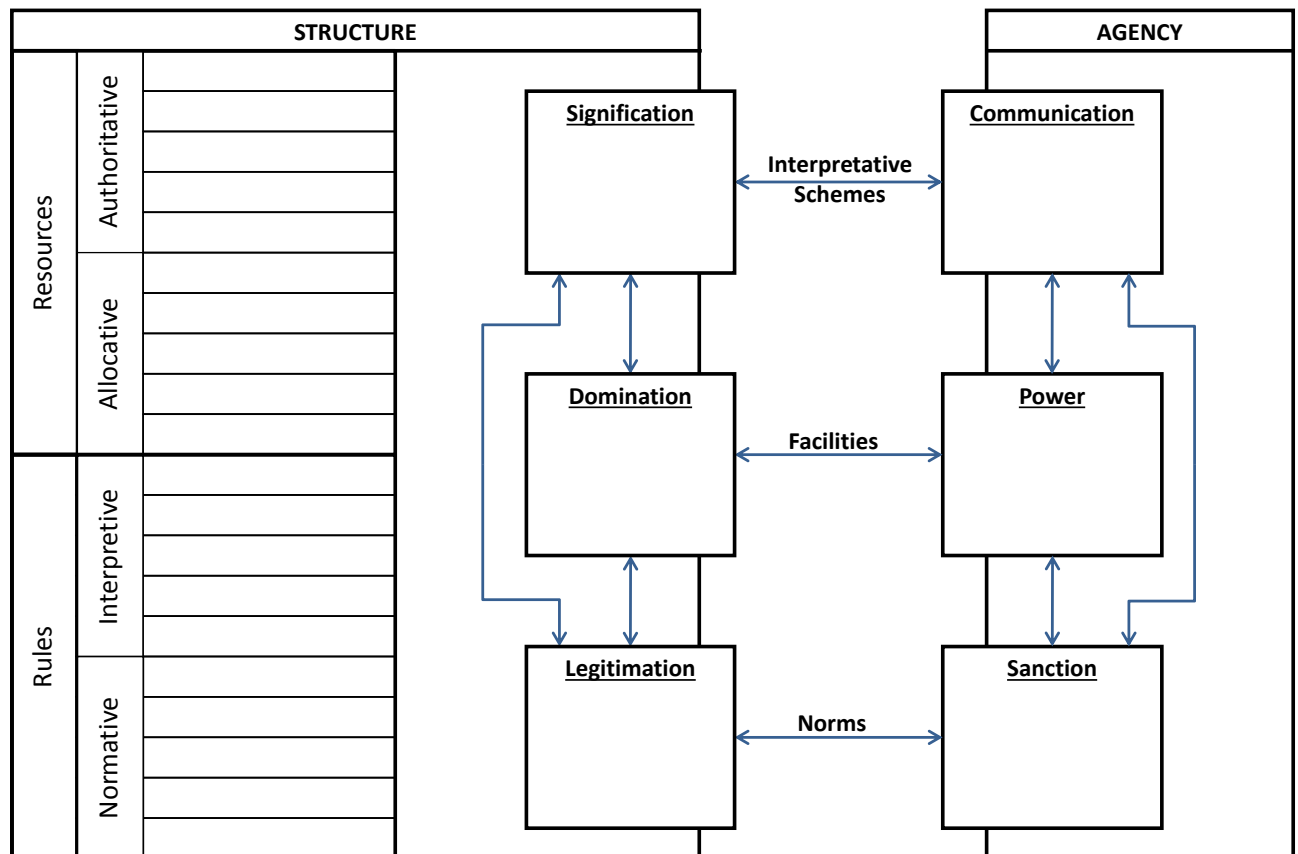 STRUCTURE
AGENCY
Resources
Authoritative
Allocative
Rules
Interpretive
Normative
Signification
Interpretative
Schemes
Communication
Domination
Facilities
Power
Legitimation
Norms
Sanction